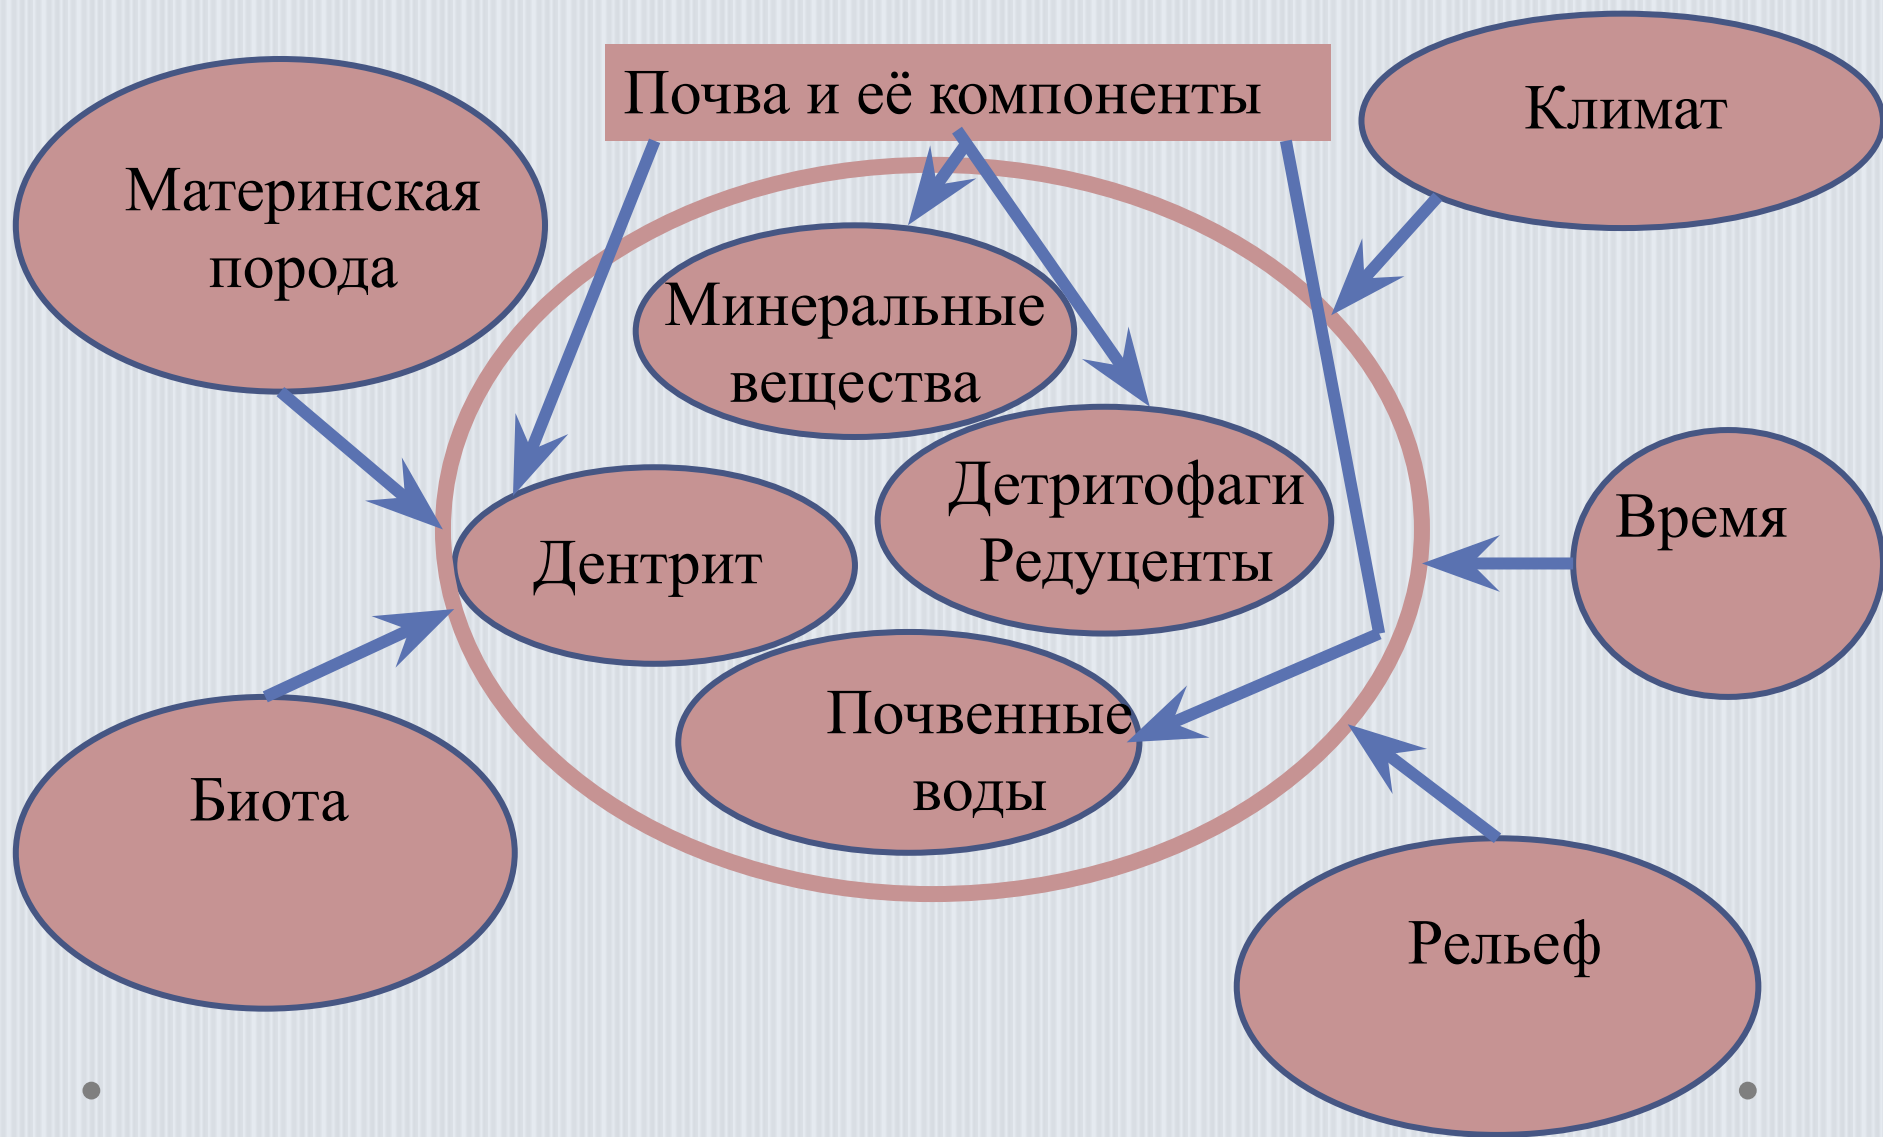 Почва и её компоненты
Климат
Материнская
порода
Минеральные
вещества
Детритофаги
Редуценты
Время
Дентрит
Почвенные
воды
Биота
Рельеф